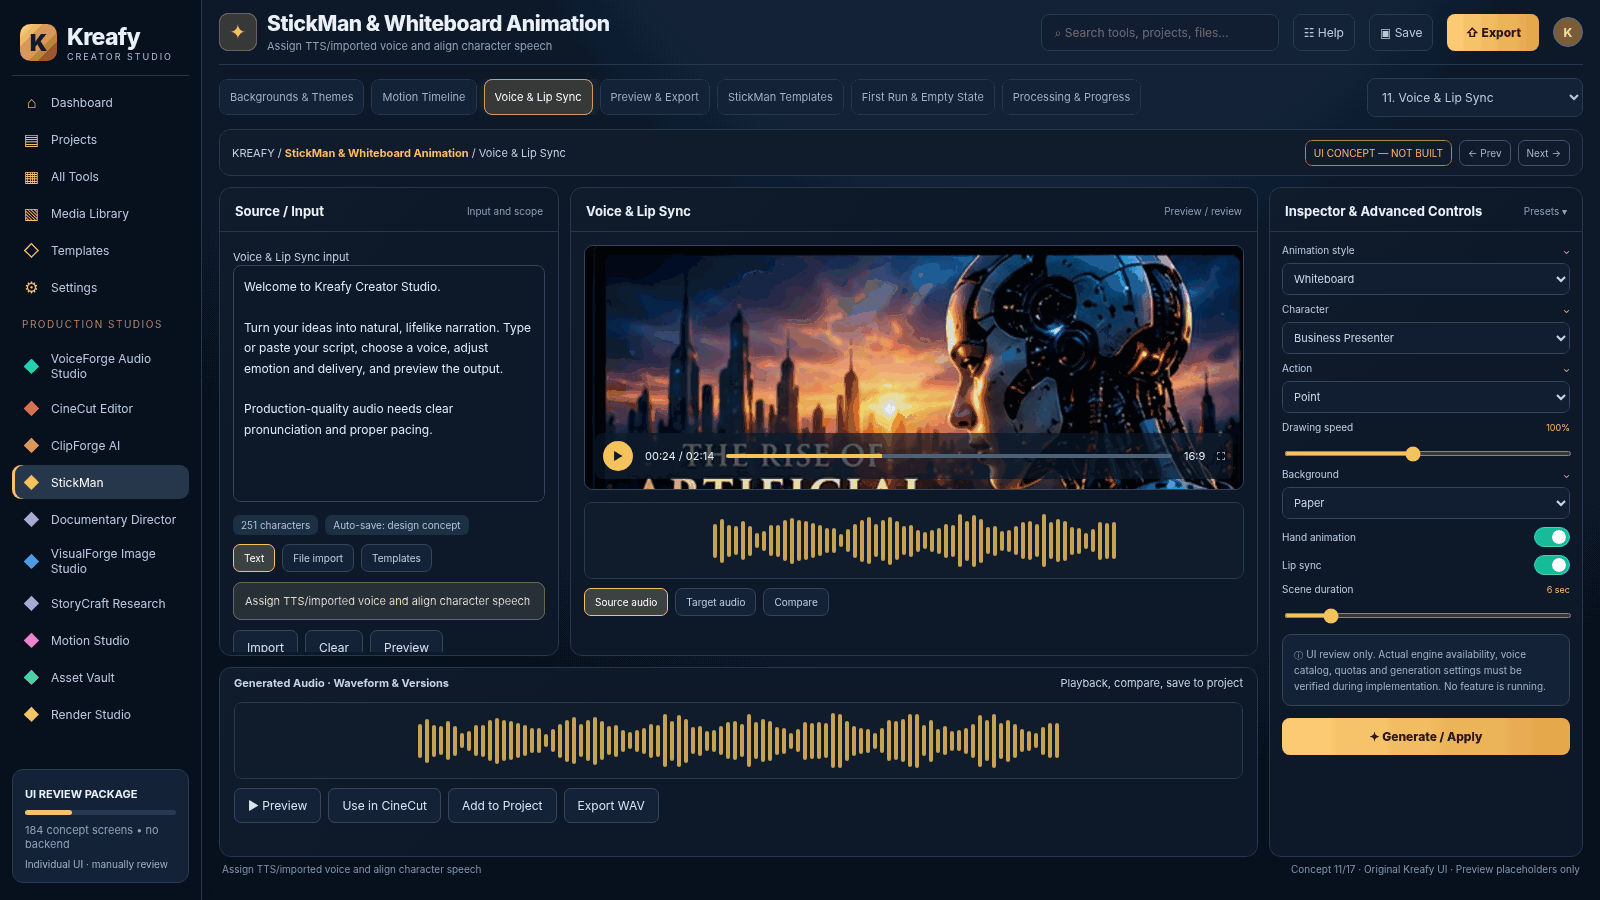 K
Kreafy
CREATOR STUDIO
Dashboard
Projects
All Tools
Media Library
Templates
Settings
PRODUCTION STUDIOS
VoiceForge Audio
Studio
CineCut Editor
ClipForge AI
StickMan
Documentary Director
VisualForge Image
Studio
StoryCraft Research
Motion Studio
Asset Vault
Render Studio
UI REVIEW PACKAGE
184 concept screens • no
backend
Individual UI · manually review
StickMan & Whiteboard Animation
Assign TTS/imported voice and align character speech
Search tools, projects, files...
Help
Save
Export
K
Backgrounds & Themes
Motion Timeline
Voice & Lip Sync
Preview & Export
StickMan Templates
First Run & Empty State
Processing & Progress
11. Voice & Lip Sync
KREAFY / StickMan & Whiteboard Animation / Voice & Lip Sync
UI CONCEPT — NOT BUILT
← Prev
Next →
Source / Input
Input and scope
Voice & Lip Sync input
Welcome to Kreafy Creator Studio.
Turn your ideas into natural, lifelike narration. Type
or paste your script, choose a voice, adjust
emotion and delivery, and preview the output.
Production-quality audio needs clear
pronunciation and proper pacing.
251 characters
Auto-save: design concept
Text
File import
Templates
Assign TTS/imported voice and align character speech
Import
Clear
Preview
Voice & Lip Sync
Preview / review
THE RISE OF
ARTIFICIAL
00:24 / 02:14
16:9
Source audio
Target audio
Compare
Generated Audio · Waveform & Versions
Playback, compare, save to project
▶ Preview
Use in CineCut
Add to Project
Export WAV
Inspector & Advanced Controls
Presets ▾
Animation style
Whiteboard
Character
Business Presenter
Action
Point
Drawing speed
100%
Background
Paper
Hand animation
Lip sync
Scene duration
6 sec
ⓘ UI review only. Actual engine availability, voice
catalog, quotas and generation settings must be
verified during implementation. No feature is running.
✦ Generate / Apply
Assign TTS/imported voice and align character speech
Concept 11/17 · Original Kreafy UI · Preview placeholders only